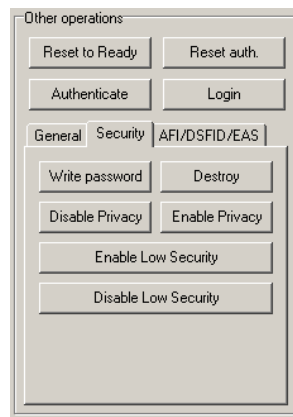 Other operations
Reset to Ready Reset auth.
Authenticate Login
General Security AFI/DSFID/EAS
Write password Destroy
Disable Privacy Enable Privacy
Enable Low Security
Disable Low Security